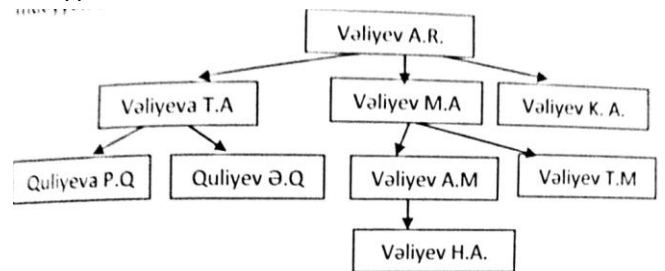 Vəliyev A.R.
Vəliyeva T.A
Vəliyev M.A
Vəliyev K. A.
Quliyeva P.Q
Quliyev Ə.Q
Vəliyev A.M
Vəliyev T.M
Vəliyev H.A.